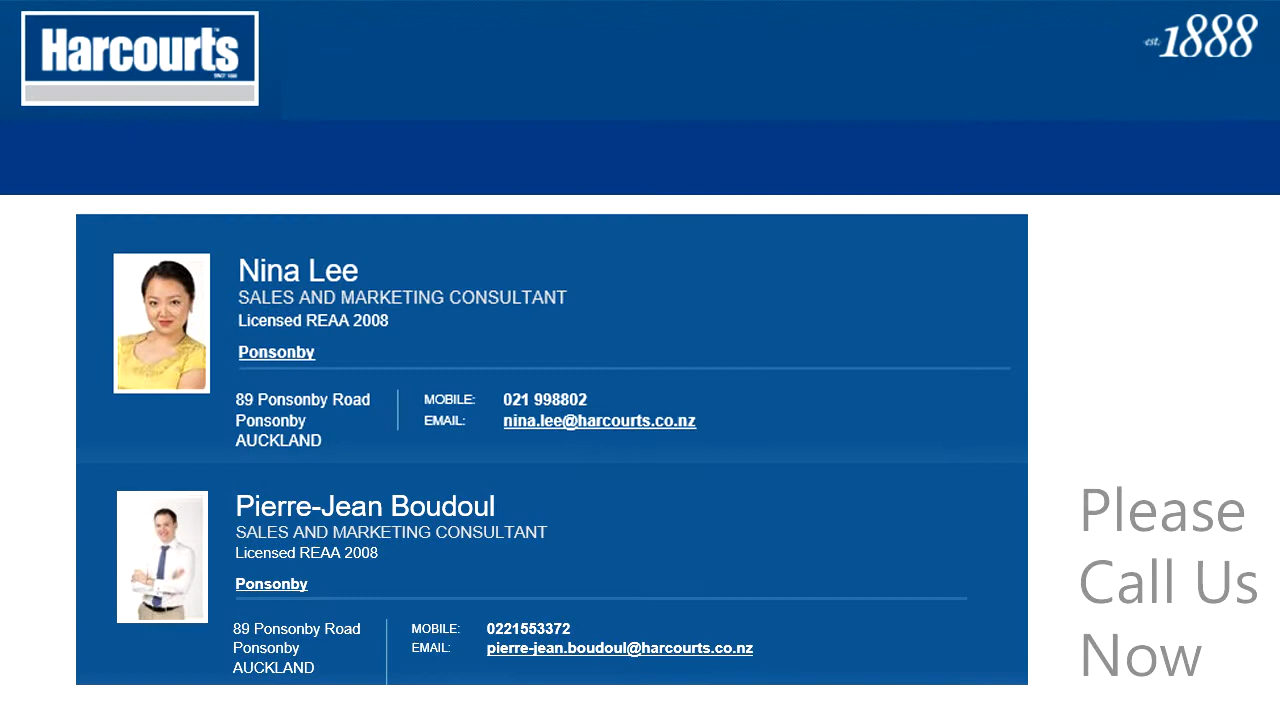 Harcourts
SINCE 1888
est. 1888
Nina Lee
SALES AND MARKETING CONSULTANT
Licensed REAA 2008
Ponsonby
89 Ponsonby Road
Ponsonby
AUCKLAND
MOBILE: 021 998802
EMAIL: nina.lee@harcourts.co.nz
Pierre-Jean Boudoul
SALES AND MARKETING CONSULTANT
Licensed REAA 2008
Ponsonby
89 Ponsonby Road
Ponsonby
AUCKLAND
MOBILE: 0221553372
EMAIL: pierre-jean.boudoul@harcourts.co.nz
Please
Call Us
Now